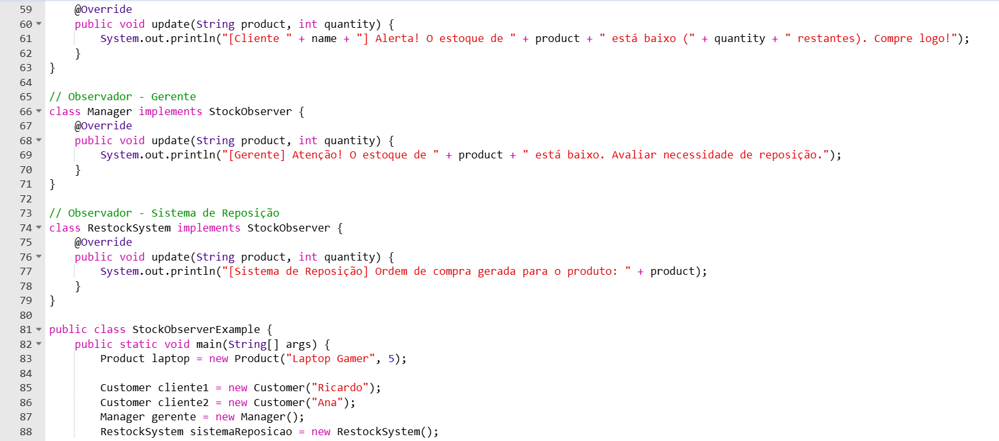 59     @Override
60     public void update(String product, int quantity) {
61         System.out.println("[Cliente " + name + "] Alerta! O estoque de " + product + " está baixo (" + quantity + " restantes). Compre logo!");
62     }
63 }
64
65 // Observador - Gerente
66 class Manager implements StockObserver {
67     @Override
68     public void update(String product, int quantity) {
69         System.out.println("[Gerente] Atenção! O estoque de " + product + " está baixo. Avaliar necessidade de reposição.");
70     }
71 }
72
73 // Observador - Sistema de Reposição
74 class RestockSystem implements StockObserver {
75     @Override
76     public void update(String product, int quantity) {
77         System.out.println("[Sistema de Reposição] Ordem de compra gerada para o produto: " + product);
78     }
79 }
80
81 public class StockObserverExample {
82     public static void main(String[] args) {
83         Product laptop = new Product("Laptop Gamer", 5);
84
85         Customer cliente1 = new Customer("Ricardo");
86         Customer cliente2 = new Customer("Ana");
87         Manager gerente = new Manager();
88         RestockSystem sistemaReposicao = new RestockSystem();